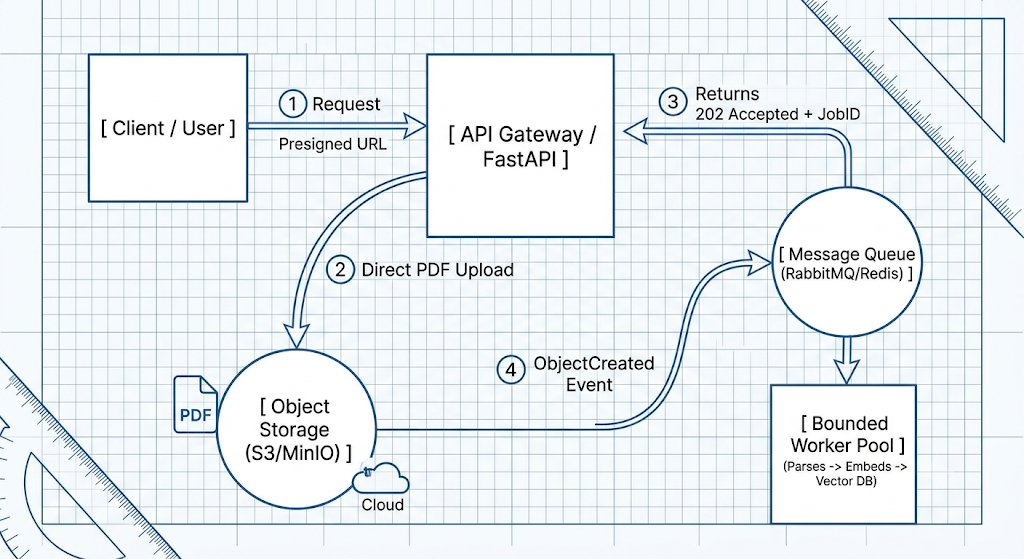 [ Client / User ]
① Request
Presigned URL
[ API Gateway /
FastAPI ]
③ Returns
202 Accepted + JobID
② Direct PDF Upload
[ Message Queue
(RabbitMQ/Redis) ]
④ ObjectCreated
Event
PDF
[ Object
Storage
(S3/MinIO) ]
Cloud
[ Bounded
Worker Pool ]
(Parses -> Embeds ->
Vector DB)